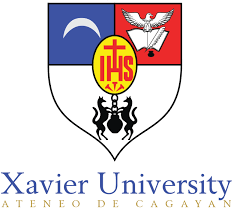 IHS
Xavier University
ATENEO DE CAGAYAN